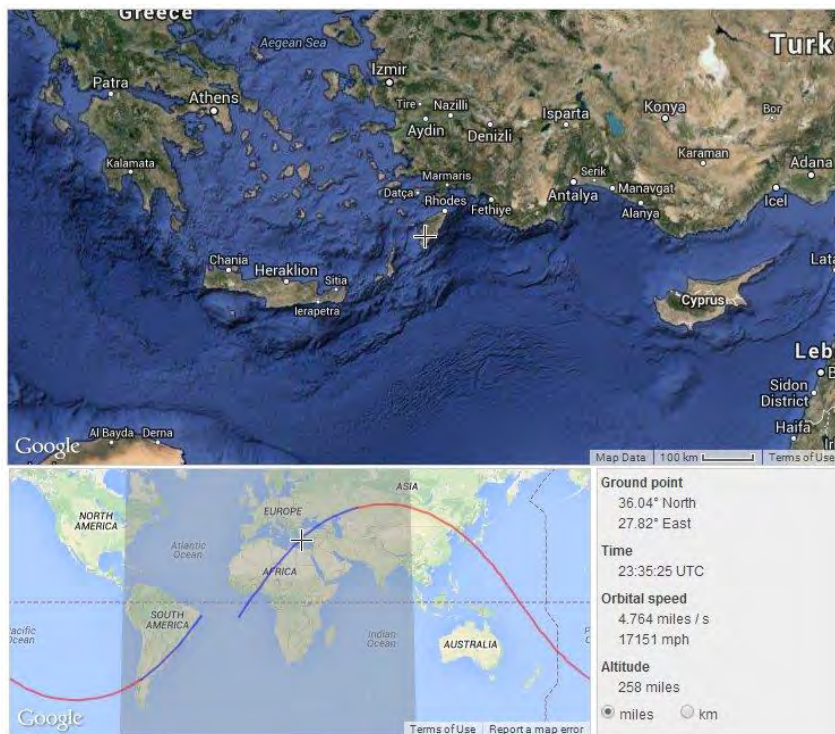 Greece
Aegean Sea
Turk
Izmir
Patra
Athens
Tire
Nazilli
Isparta
Konya
Bor
Aydin
Denizli
Karaman
Adana
Kalamata
Marmaris
Serik
Datça
Rhodes
Fethiye
Antalya
Manavgat
Icel
Alanya
Chania
Heraklion
Sitia
Lata
Ierapetra
Cyprus
Leb
B
Sidon
District
Haifa
Ir
Al Bayda
Derna
Google
Map Data
100 km
Terms of Use
ASIA
EUROPE
NORTH
AMERICA
Atlantic
Ocean
AFRICA
SOUTH
AMERICA
Pacific
Ocean
Indian
Ocean
AUSTRALIA
P
Google
Terms of Use
Report a map error
Ground point
36.04° North
27.82° East
Time
23:35:25 UTC
Orbital speed
4.764 miles / s
17151 mph
Altitude
258 miles
miles
km